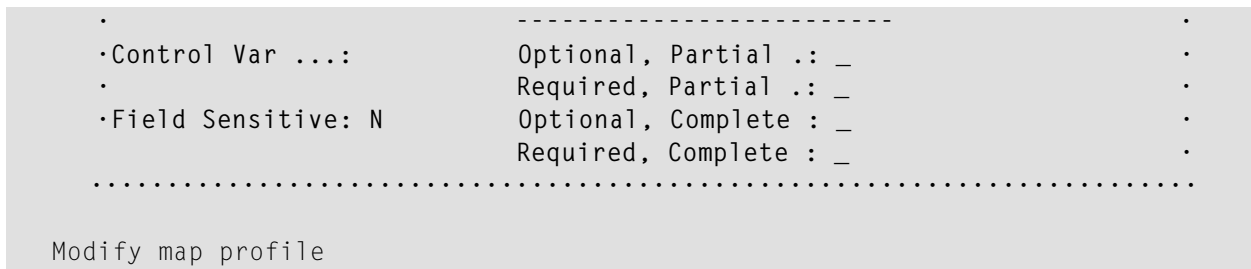 · ------------------------- ·
·Control Var ...: Optional, Partial .: _ ·
· Required, Partial .: _ ·
·Field Sensitive: N Optional, Complete : _ ·
Required, Complete : _ ·
.........................................................................
Modify map profile